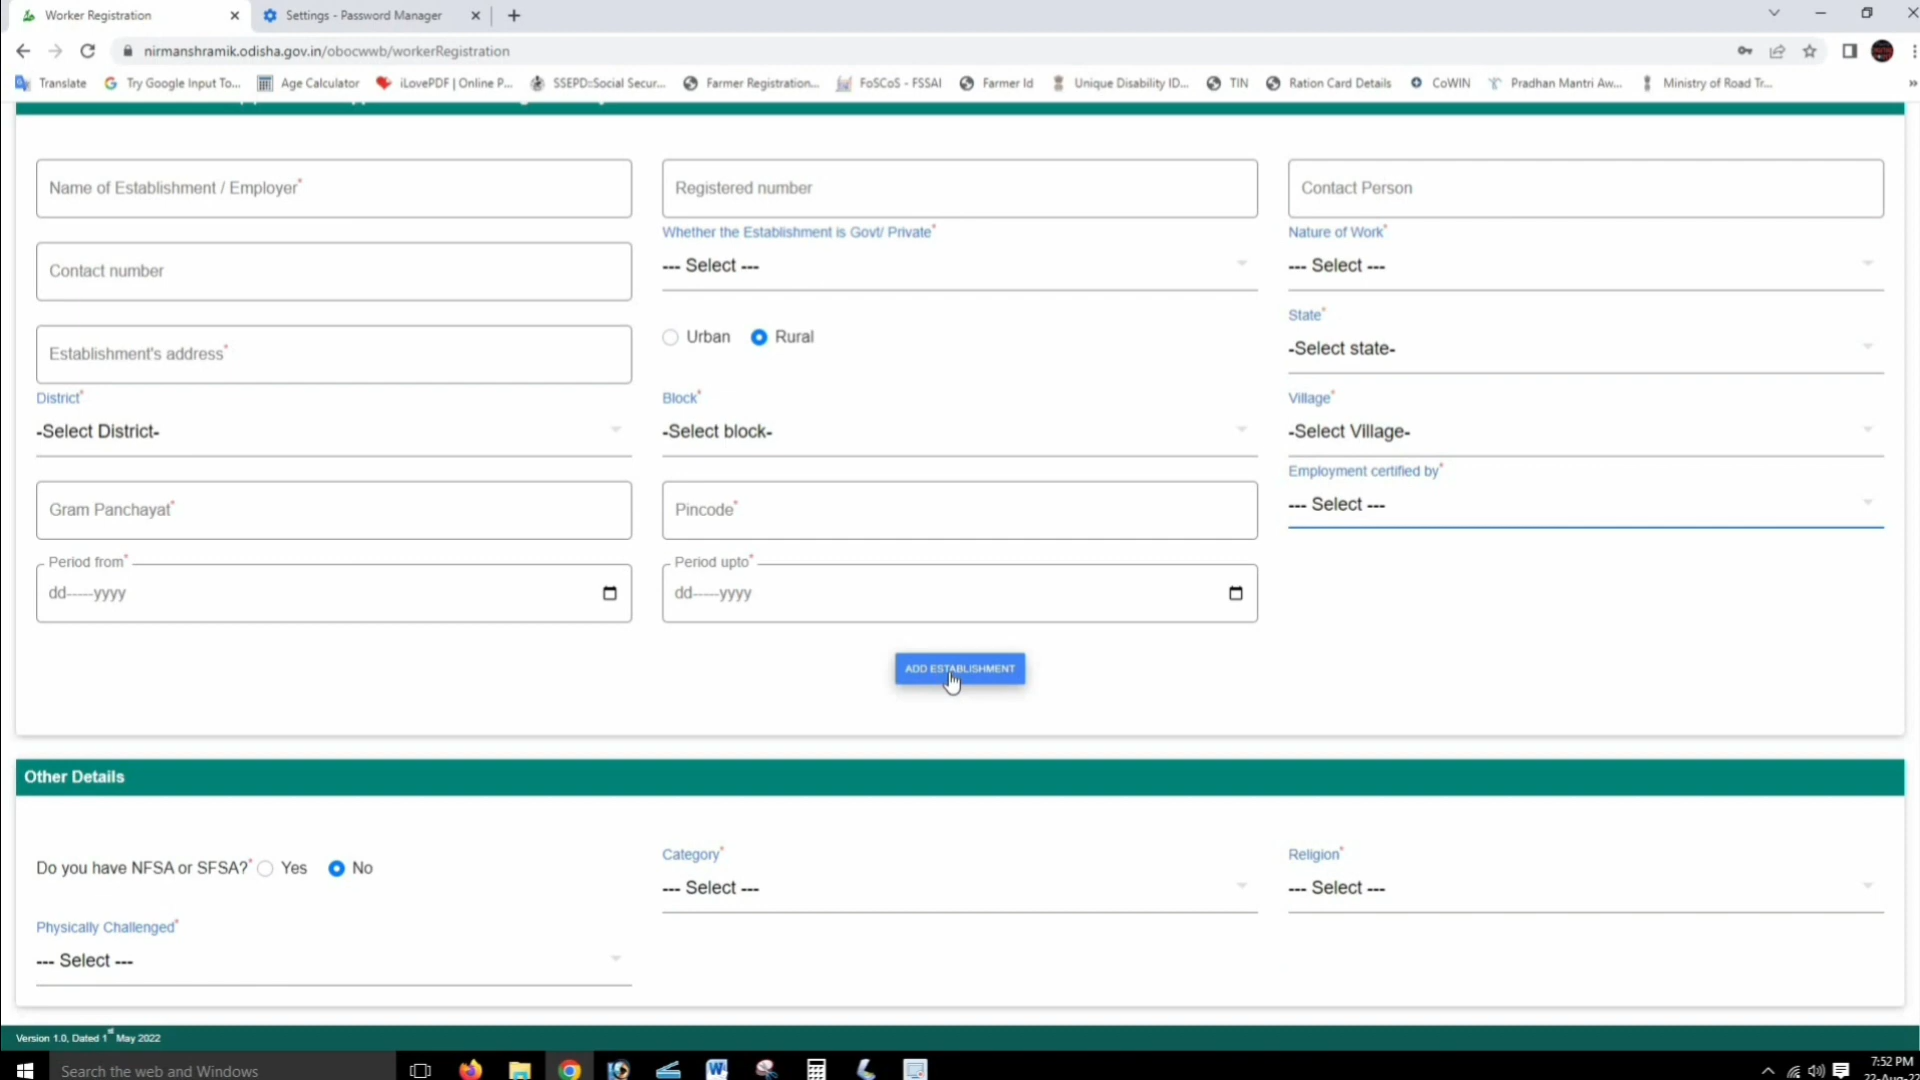 Worker Registration
Settings - Password Manager
nirmanshramik.odisha.gov.in/obocwwb/workerRegistration
Translate
Try Google Input To...
Age Calculator
iLovePDF | Online P...
SSEPD::Social Secur...
Farmer Registration...
FoSCoS - FSSAI
Farmer Id
Unique Disability ID...
TIN
Ration Card Details
CoWIN
Pradhan Mantri Aw...
Ministry of Road Tr...
»
Name of Establishment / Employer*
Registered number
Contact Person
Contact number
Whether the Establishment is Govt/ Private*
--- Select ---
Nature of Work*
--- Select ---
Establishment's address*
Urban Rural
State*
-Select state-
District*
-Select District-
Block*
-Select block-
Village*
-Select Village-
Gram Panchayat*
Pincode*
Employment certified by*
--- Select ---
Period from*
dd-----yyyy
Period upto*
dd-----yyyy
ADD ESTABLISHMENT
Other Details
Do you have NFSA or SFSA?* Yes No
Category*
--- Select ---
Religion*
--- Select ---
Physically Challenged*
--- Select ---
Version 1.0, Dated 1st May 2022
Search the web and Windows
7:52 PM
22-Aug-22